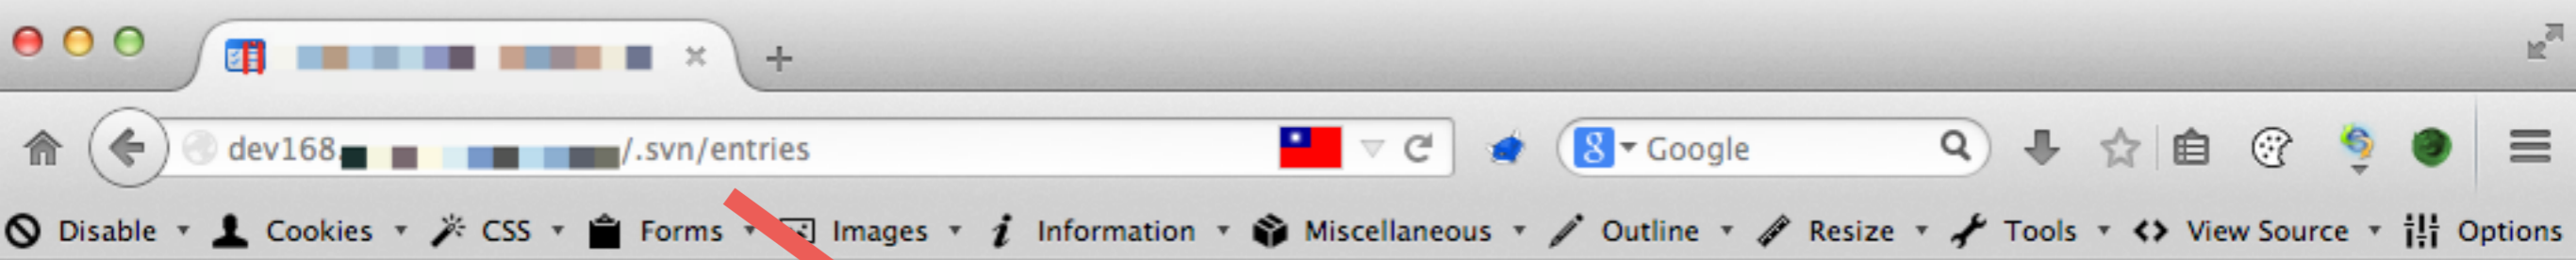 dev168. /.svn/entries
Google
Disable Cookies CSS Forms Images Information Miscellaneous Outline Resize Tools View Source Options